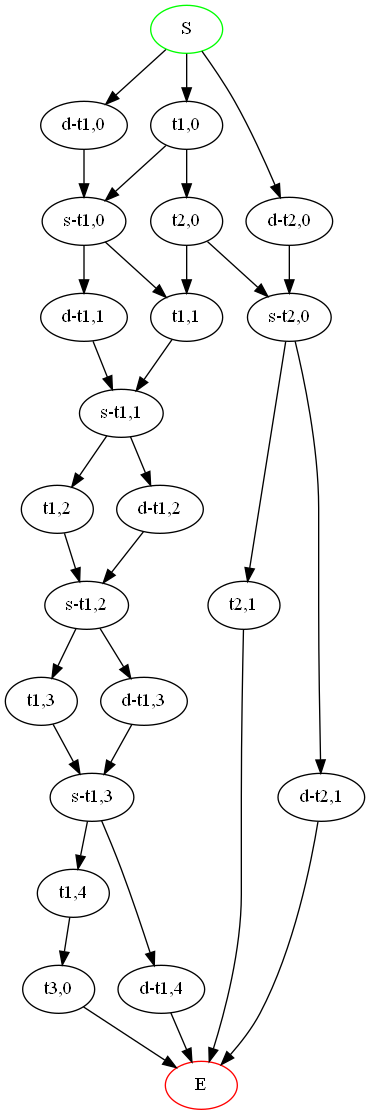 S
d-t1,0
t1,0
s-t1,0
t2,0
d-t2,0
d-t1,1
t1,1
s-t2,0
s-t1,1
t1,2
d-t1,2
s-t1,2
t2,1
t1,3
d-t1,3
s-t1,3
d-t2,1
t1,4
t3,0
d-t1,4
E